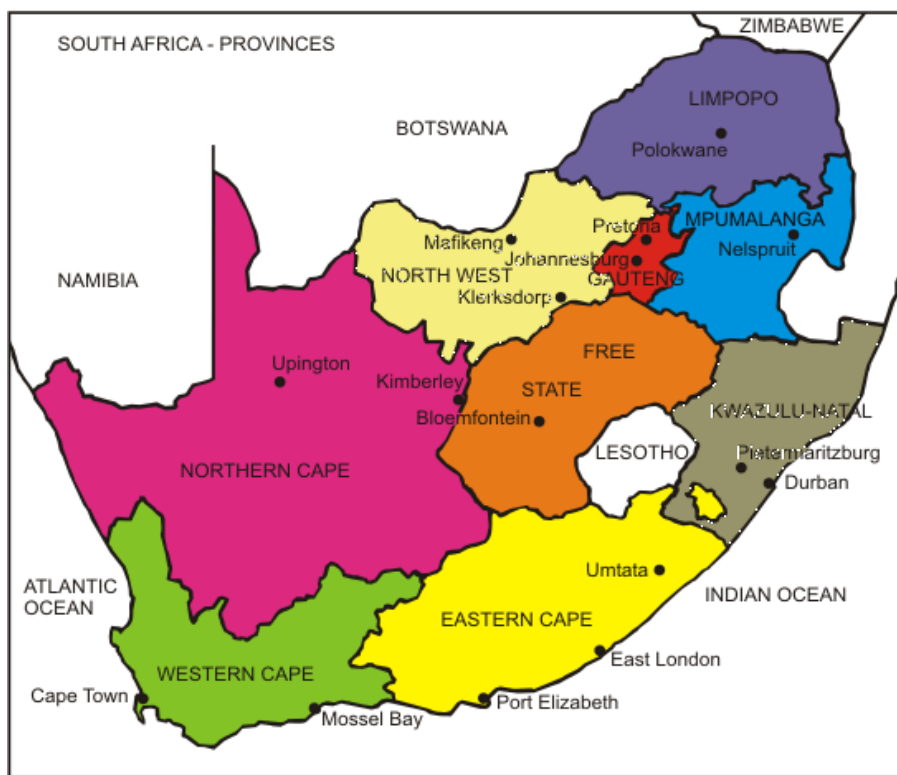 ZIMBABWE
SOUTH AFRICA - PROVINCES
LIMPOPO
BOTSWANA
Polokwane
MPUMALANGA
Pretoria
Mafikeng
Nelspruit
Johannesburg
NORTH WEST
GAUTENG
NAMIBIA
Klerksdorp
FREE
STATE
Upington
Kimberley
Bloemfontein
KWAZULU-NATAL
LESOTHO
Pietermaritzburg
NORTHERN CAPE
Durban
Umtata
ATLANTIC
OCEAN
INDIAN OCEAN
EASTERN CAPE
East London
WESTERN CAPE
Cape Town
Port Elizabeth
Mossel Bay